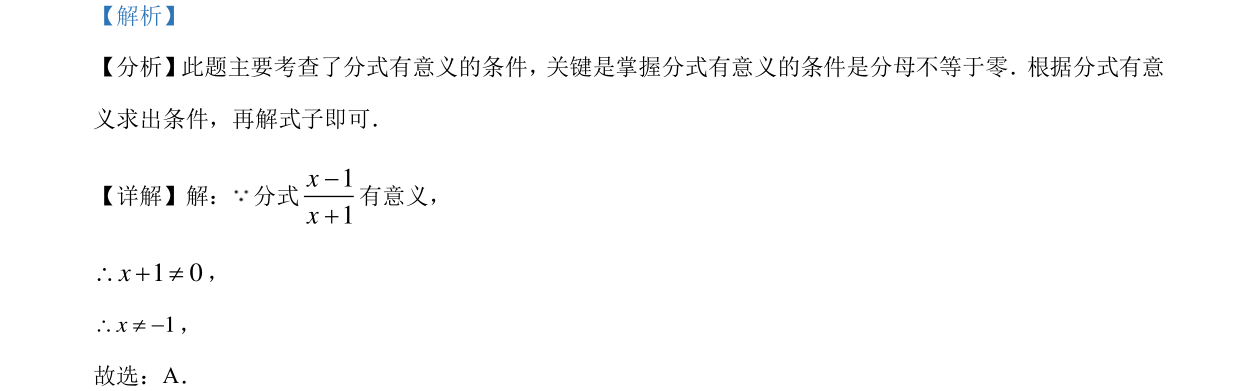 【解析】
【分析】此题主要考查了分式有意义的条件，关键是掌握分式有意义的条件是分母不等于零．根据分式有意
义求出条件，再解式子即可．
【详解】解：∵分式$\frac{x-1}{x+1}$有意义，
∴x+1≠0，
∴x≠−1，
故选：A．